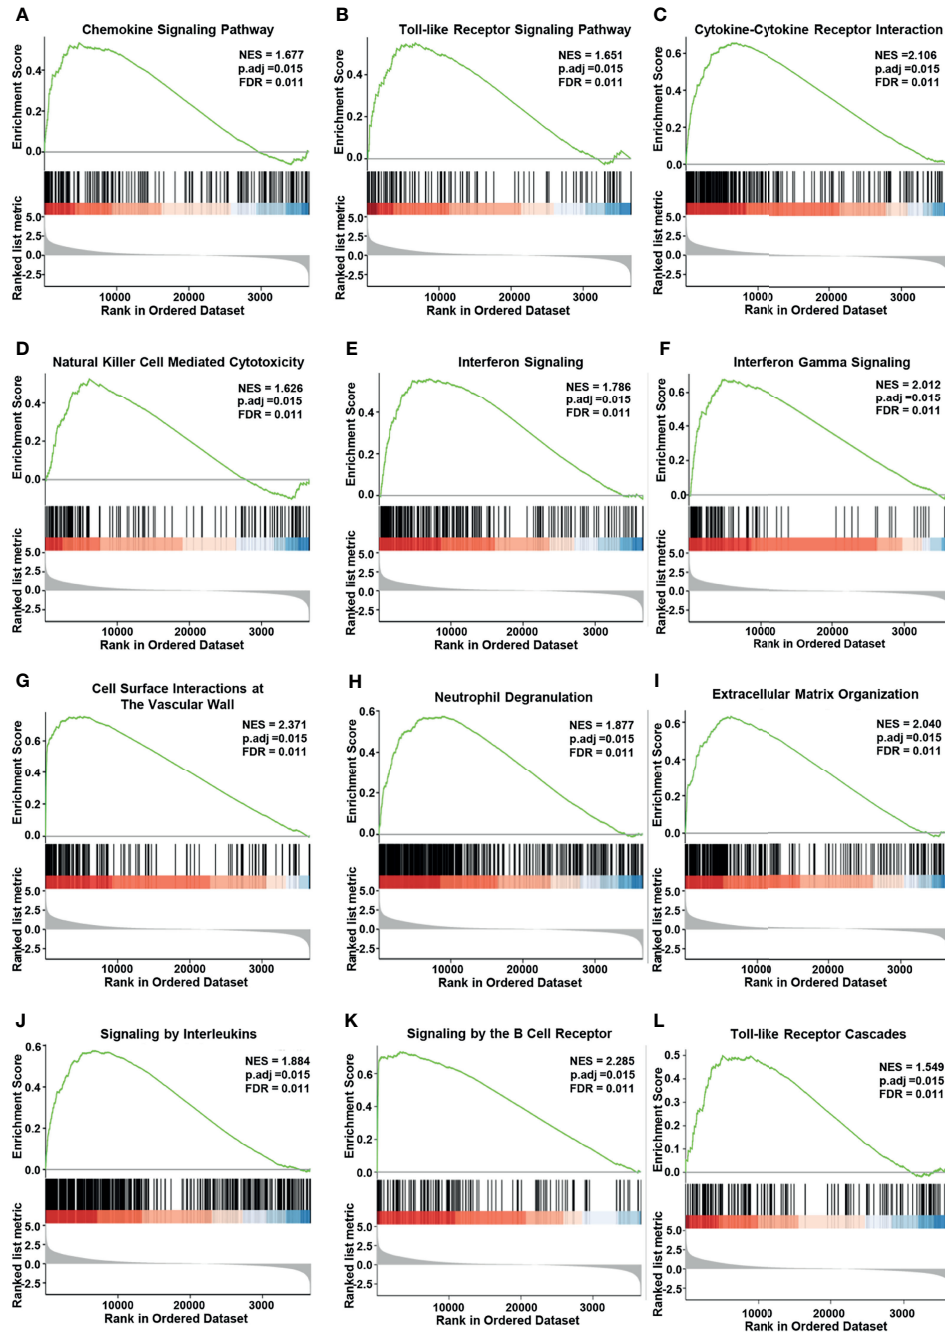 A
Chemokine Signaling Pathway
NES = 1.677
p.adj =0.015
FDR = 0.011
Enrichment Score
0.4
0.2
0.0
Ranked list metric
5.0
2.5
0.0
-2.5
10000
20000
3000
Rank in Ordered Dataset
B
Toll-like Receptor Signaling Pathway
NES = 1.651
p.adj =0.015
FDR = 0.011
Enrichment Score
0.4
0.2
0.0
Ranked list metric
5.0
2.5
0.0
-2.5
10000
20000
3000
Rank in Ordered Dataset
C
Cytokine-Cytokine Receptor Interaction
NES =2.106
p.adj =0.015
FDR = 0.011
Enrichment Score
0.6
0.4
0.2
0.0
Ranked list metric
5.0
2.5
0.0
-2.5
10000
20000
3000
Rank in Ordered Dataset
D
Natural Killer Cell Mediated Cytotoxicity
NES = 1.626
p.adj =0.015
FDR = 0.011
Enrichment Score
0.4
0.2
0.0
Ranked list metric
5.0
2.5
0.0
-2.5
10000
20000
3000
Rank in Ordered Dataset
E
Interferon Signaling
NES = 1.786
p.adj =0.015
FDR = 0.011
Enrichment Score
0.4
0.2
0.0
Ranked list metric
5.0
2.5
0.0
-2.5
10000
20000
3000
Rank in Ordered Dataset
F
Interferon Gamma Signaling
NES = 2.012
p.adj =0.015
FDR = 0.011
Enrichment Score
0.6
0.4
0.2
0.0
Ranked list metric
5.0
2.5
0.0
-2.5
10000
20000
3000
Rank in Ordered Dataset
G
Cell Surface Interactions at
The Vascular Wall
NES = 2.371
p.adj =0.015
FDR = 0.011
Enrichment Score
0.6
0.4
0.2
0.0
Ranked list metric
5.0
2.5
0.0
-2.5
10000
20000
3000
Rank in Ordered Dataset
H
Neutrophil Degranulation
NES = 1.877
p.adj =0.015
FDR = 0.011
Enrichment Score
0.6
0.4
0.2
0.0
Ranked list metric
5.0
2.5
0.0
-2.5
10000
20000
3000
Rank in Ordered Dataset
I
Extracellular Matrix Organization
NES = 2.040
p.adj =0.015
FDR = 0.011
Enrichment Score
0.6
0.4
0.2
0.0
Ranked list metric
5.0
2.5
0.0
-2.5
10000
20000
3000
Rank in Ordered Dataset
J
Signaling by Interleukins
NES = 1.884
p.adj =0.015
FDR = 0.011
Enrichment Score
0.6
0.4
0.2
0.0
Ranked list metric
5.0
2.5
0.0
-2.5
10000
20000
3000
Rank in Ordered Dataset
K
Signaling by the B Cell Receptor
NES = 2.285
p.adj =0.015
FDR = 0.011
Enrichment Score
0.6
0.4
0.2
0.0
Ranked list metric
5.0
2.5
0.0
-2.5
10000
20000
3000
Rank in Ordered Dataset
L
Toll-like Receptor Cascades
NES = 1.549
p.adj =0.015
FDR = 0.011
Enrichment Score
0.5
0.4
0.3
0.2
0.1
0.0
Ranked list metric
5.0
2.5
0.0
-2.5
10000
20000
3000
Rank in Ordered Dataset